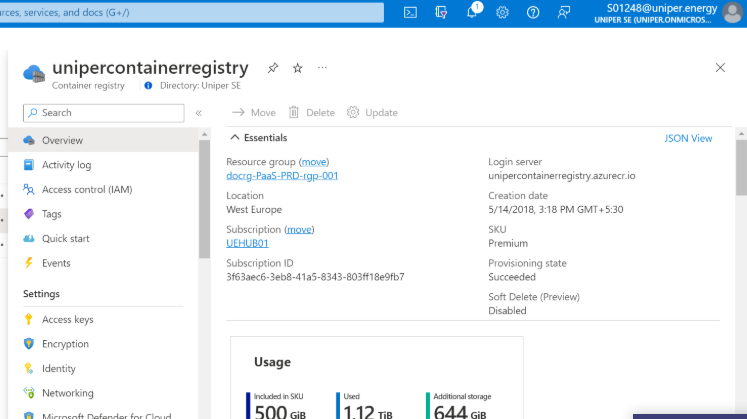 rces, services, and docs (G+/)
1
S01248@uniper.energy
UNIPER SE (UNIPER.ONMICROS...
unipercontainerregistry
Container registry
Directory: Uniper SE
Search
Move
Delete
Update
Overview
Activity log
Access control (IAM)
Tags
Quick start
Events
Settings
Access keys
Encryption
Identity
Networking
Microsoft Defender for Cloud
Essentials
JSON View
Resource group (move)
docrg-PaaS-PRD-rgp-001
Location
West Europe
Subscription (move)
UEHUB01
Subscription ID
3f63aec6-3eb8-41a5-8343-803ff18e9fb7
Login server
unipercontainerregistry.azurecr.io
Creation date
5/14/2018, 3:18 PM GMT+5:30
SKU
Premium
Provisioning state
Succeeded
Soft Delete (Preview)
Disabled
Usage
Included in SKU
500 GiB
Used
1.12 TiB
Additional storage
644 GiB